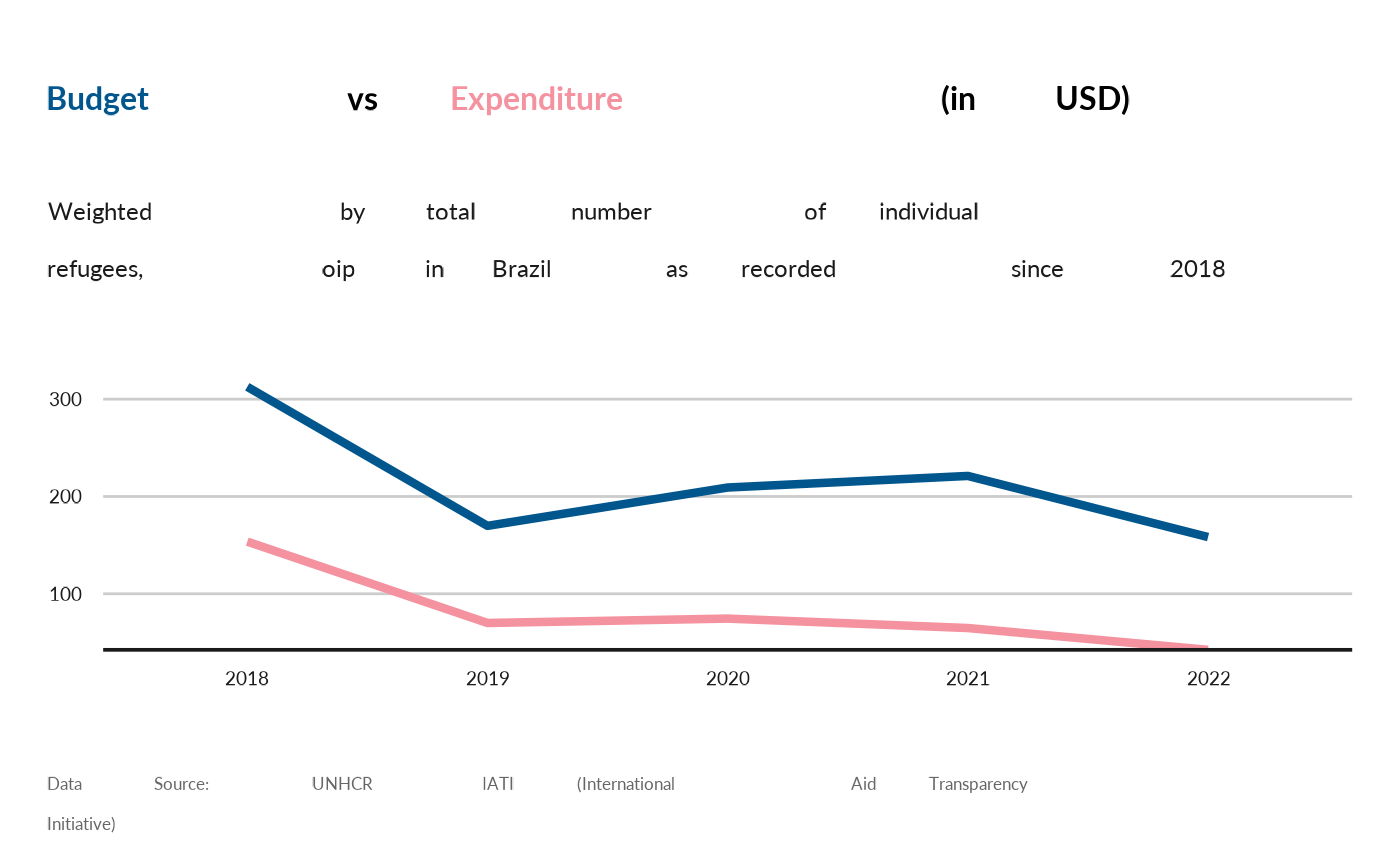 Budget vs Expenditure (in USD)
Weighted by total number of individual
refugees, oip in Brazil as recorded since 2018
300
200
100
2018 2019 2020 2021 2022
Data Source: UNHCR IATI (International Aid Transparency
Initiative)